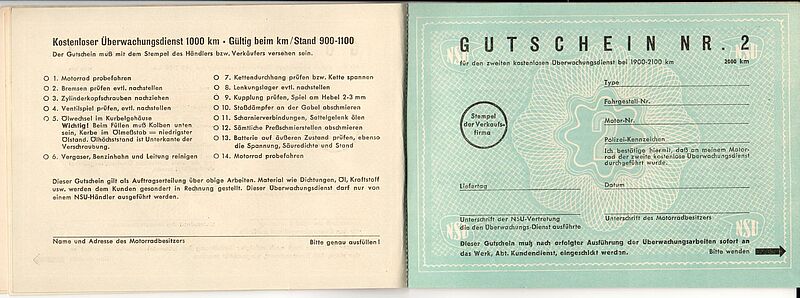 Kostenloser Überwachungsdienst 1000 km · Gültig beim km/Stand 900-1100
Der Gutschein muß mit dem Stempel des Händlers bzw. Verkäufers versehen sein.
O 1. Motorrad probefahren
O 2. Bremsen prüfen evtl. nachstellen
O 3. Zylinderkopfschrauben nachziehen
O 4. Ventilspiel prüfen, evtl. nachstellen
O 5. Ölwechsel im Kurbelgehäuse
Wichtig! Beim Füllen muß Kolben unten
sein, Kerbe im Ölmeßstab = niedrigster
Ölstand. Ölhöchststand ist Unterkante der
Verschraubung.
O 6. Vergaser, Benzinhahn und Leitung reinigen
O 7. Kettendurchhang prüfen bzw. Kette spannen
O 8. Lenkungslager evtl. nachstellen
O 9. Kupplung prüfen, Spiel am Hebel 2-3 mm
O 10. Stoßdämpfer an der Gabel abschmieren
O 11. Scharnierverbindungen, Sattelgelenk ölen
O 12. Sämtliche Preßschmierstellen abschmieren
O 13. Batterie auf äußeren Zustand prüfen, ebenso
die Spannung, Säuredichte und Stand
O 14. Motorrad probefahren
Dieser Gutschein gilt als Auftragserteilung über obige Arbeiten. Material wie Dichtungen, Öl, Kraftstoff
usw. werden dem Kunden gesondert in Rechnung gestellt. Dieser Überwachungsdienst darf nur von
einem NSU-Händler ausgeführt werden.
Name und Adresse des Motorradbesitzers
Bitte genau ausfüllen!
NSU
NSU
GUTSCHEIN NR. 2
für den zweiten kostenlosen Überwachungsdienst bei 1900-2100 km
2000 km
Type
Fahrgestell-Nr.
Motor-Nr.
Polizei-Kennzeichen
Stempel
der Verkaufs-
firma
2
Ich bestätige hiermit, daß an meinem Motor-
rad der zweite kostenlose Überwachungsdienst
durchgeführt wurde.
Liefertag
Datum
Unterschrift der NSU-Vertretung
die den Überwachungs-Dienst ausführte
Unterschrift des Motorradbesitzers
NSU
NSU
Dieser Gutschein muß nach erfolgter Ausführung der Überwachungsarbeiten sofort an
das Werk, Abt. Kundendienst, eingeschickt werden.
Bitte wenden